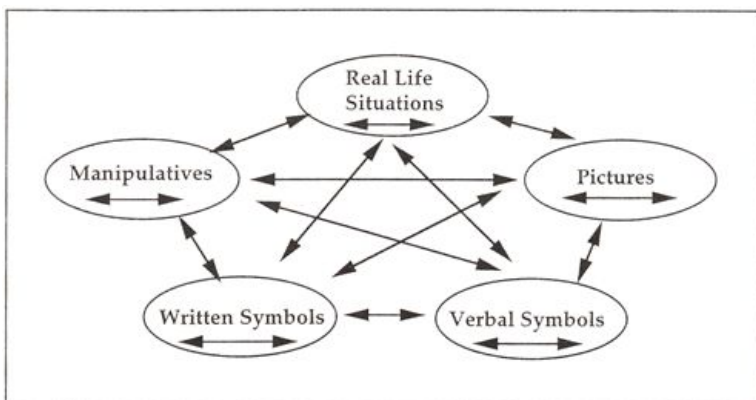 Real Life
Situations
Manipulatives
Pictures
Written Symbols
Verbal Symbols